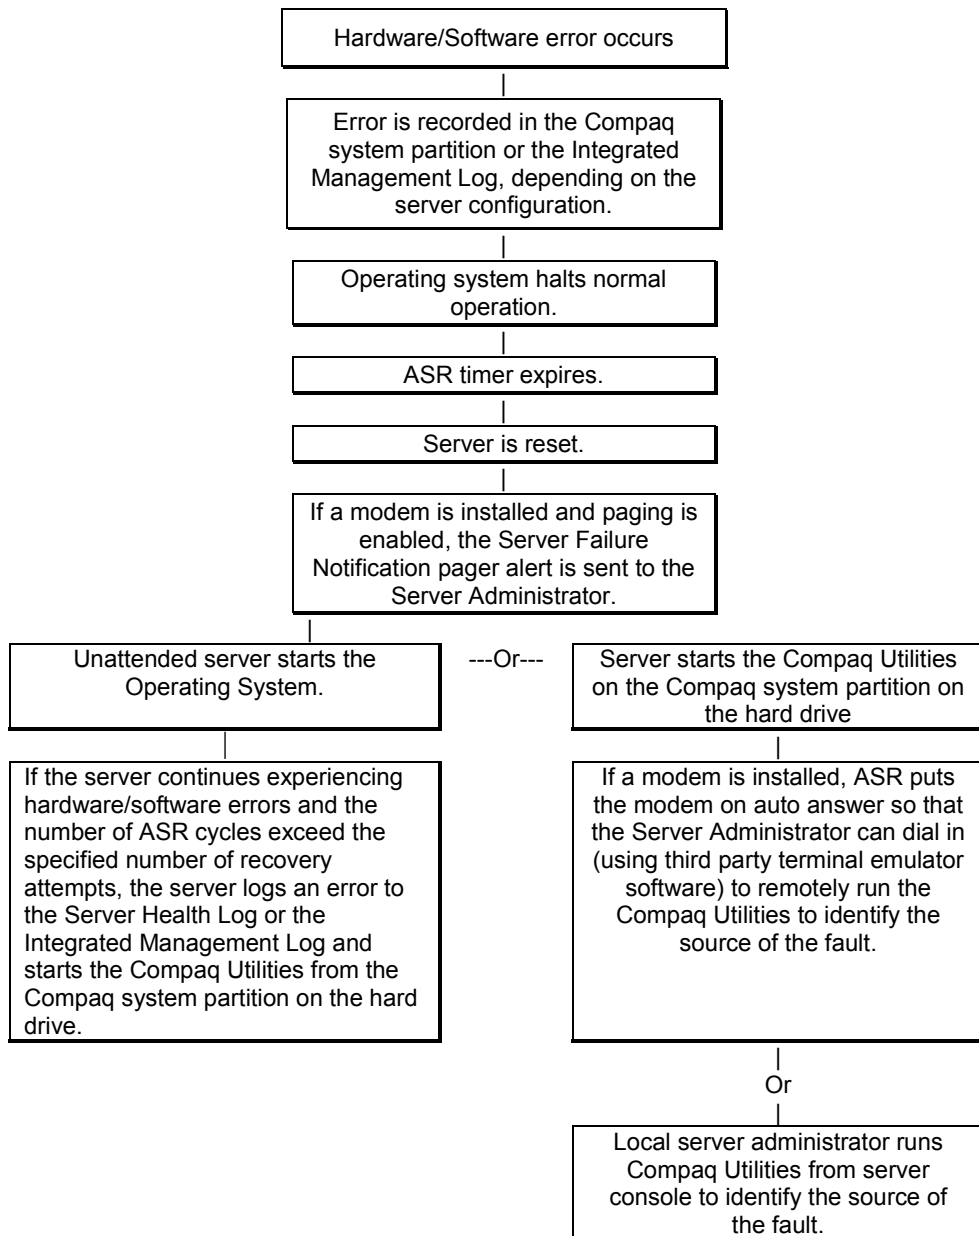 Hardware/Software error occurs
|
Error is recorded in the Compaq
system partition or the Integrated
Management Log, depending on the
server configuration.
|
Operating system halts normal
operation.
|
ASR timer expires.
|
Server is reset.
|
If a modem is installed and paging is
enabled, the Server Failure
Notification pager alert is sent to the
Server Administrator.
|
Unattended server starts the
Operating System.
---Or---
Server starts the Compaq Utilities
on the Compaq system partition on
the hard drive
|
If the server continues experiencing
hardware/software errors and the
number of ASR cycles exceed the
specified number of recovery
attempts, the server logs an error to
the Server Health Log or the
Integrated Management Log and
starts the Compaq Utilities from the
Compaq system partition on the hard
drive.
|
If a modem is installed, ASR puts
the modem on auto answer so that
the Server Administrator can dial in
(using third party terminal emulator
software) to remotely run the
Compaq Utilities to identify the
source of the fault.
|
Or
|
Local server administrator runs
Compaq Utilities from server
console to identify the source of
the fault.